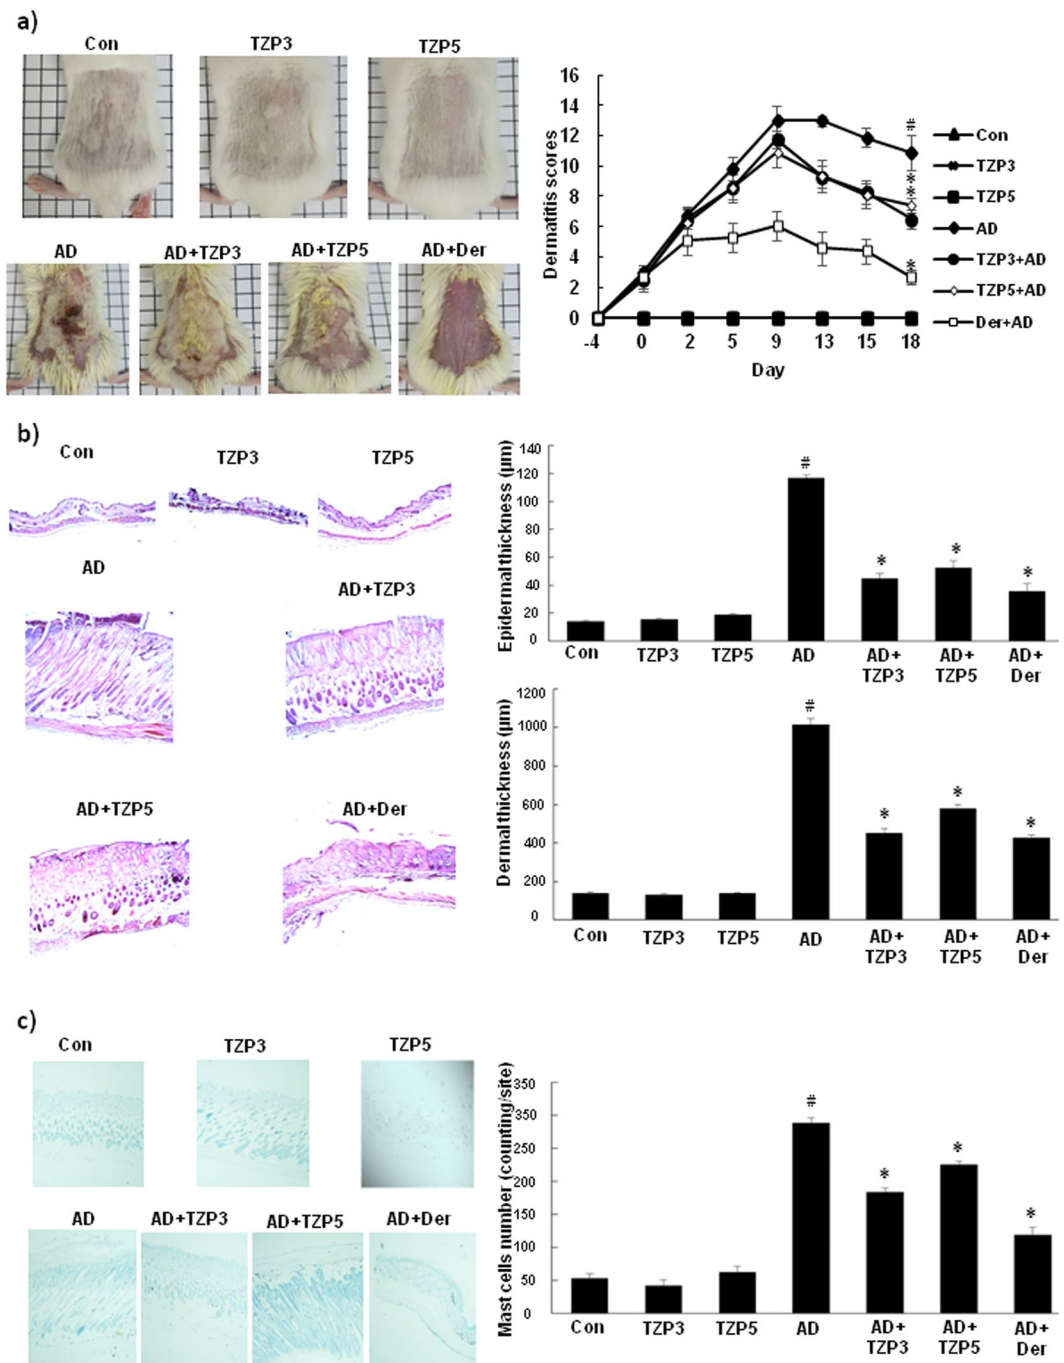 a)
Con
TZP3
TZP5
AD
AD+TZP3
AD+TZP5
AD+Der
Dermatitis scores
16
14
12
10
8
6
4
2
0
-4 0 2 5 9 13 15 18
Day
#
*
*
*
*
Con
TZP3
TZP5
AD
TZP3+AD
TZP5+AD
Der+AD
b)
Con
TZP3
TZP5
AD
AD+TZP3
AD+TZP5
AD+Der
Epidermal thickness (μm)
140
120
100
80
60
40
20
0
#
*
*
*
Con TZP3 TZP5 AD AD+ AD+ AD+
TZP3 TZP5 Der
Dermal thickness (μm)
1200
1000
800
600
400
200
0
#
*
*
*
Con TZP3 TZP5 AD AD+ AD+ AD+
TZP3 TZP5 Der
c)
Con
TZP3
TZP5
AD
AD+TZP3
AD+TZP5
AD+Der
Mast cells number (counting/site)
350
350
250
200
150
100
50
0
#
*
*
*
Con TZP3 TZP5 AD AD+ AD+ AD+
TZP3 TZP5 Der